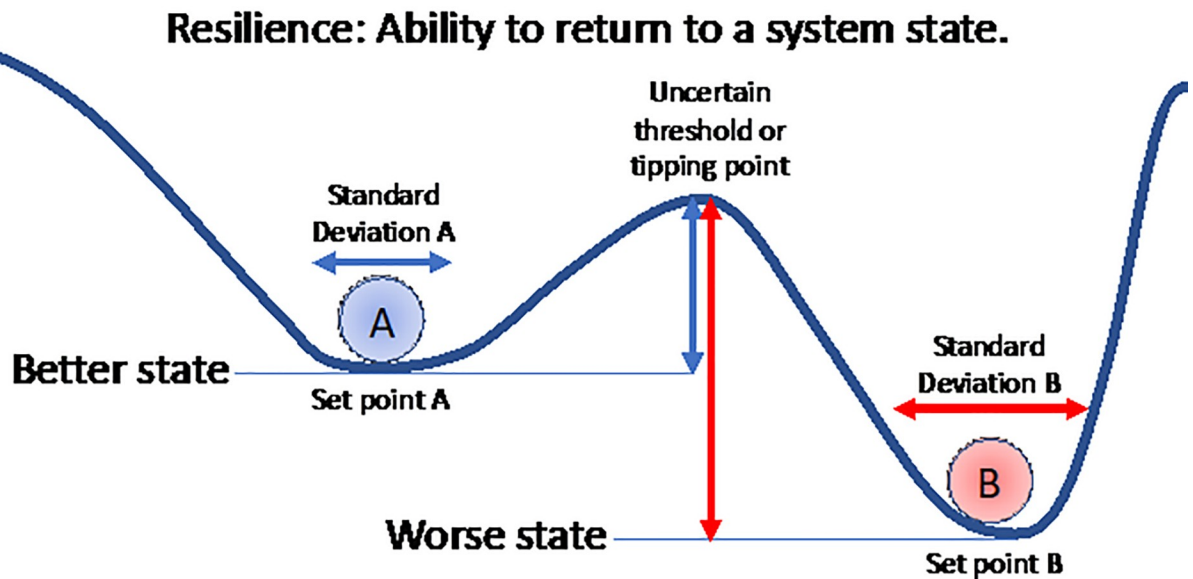 Resilience: Ability to return to a system state.
Uncertain
threshold or
tipping point
Standard
Deviation A
A
Better state
Set point A
Standard
Deviation B
B
Worse state
Set point B